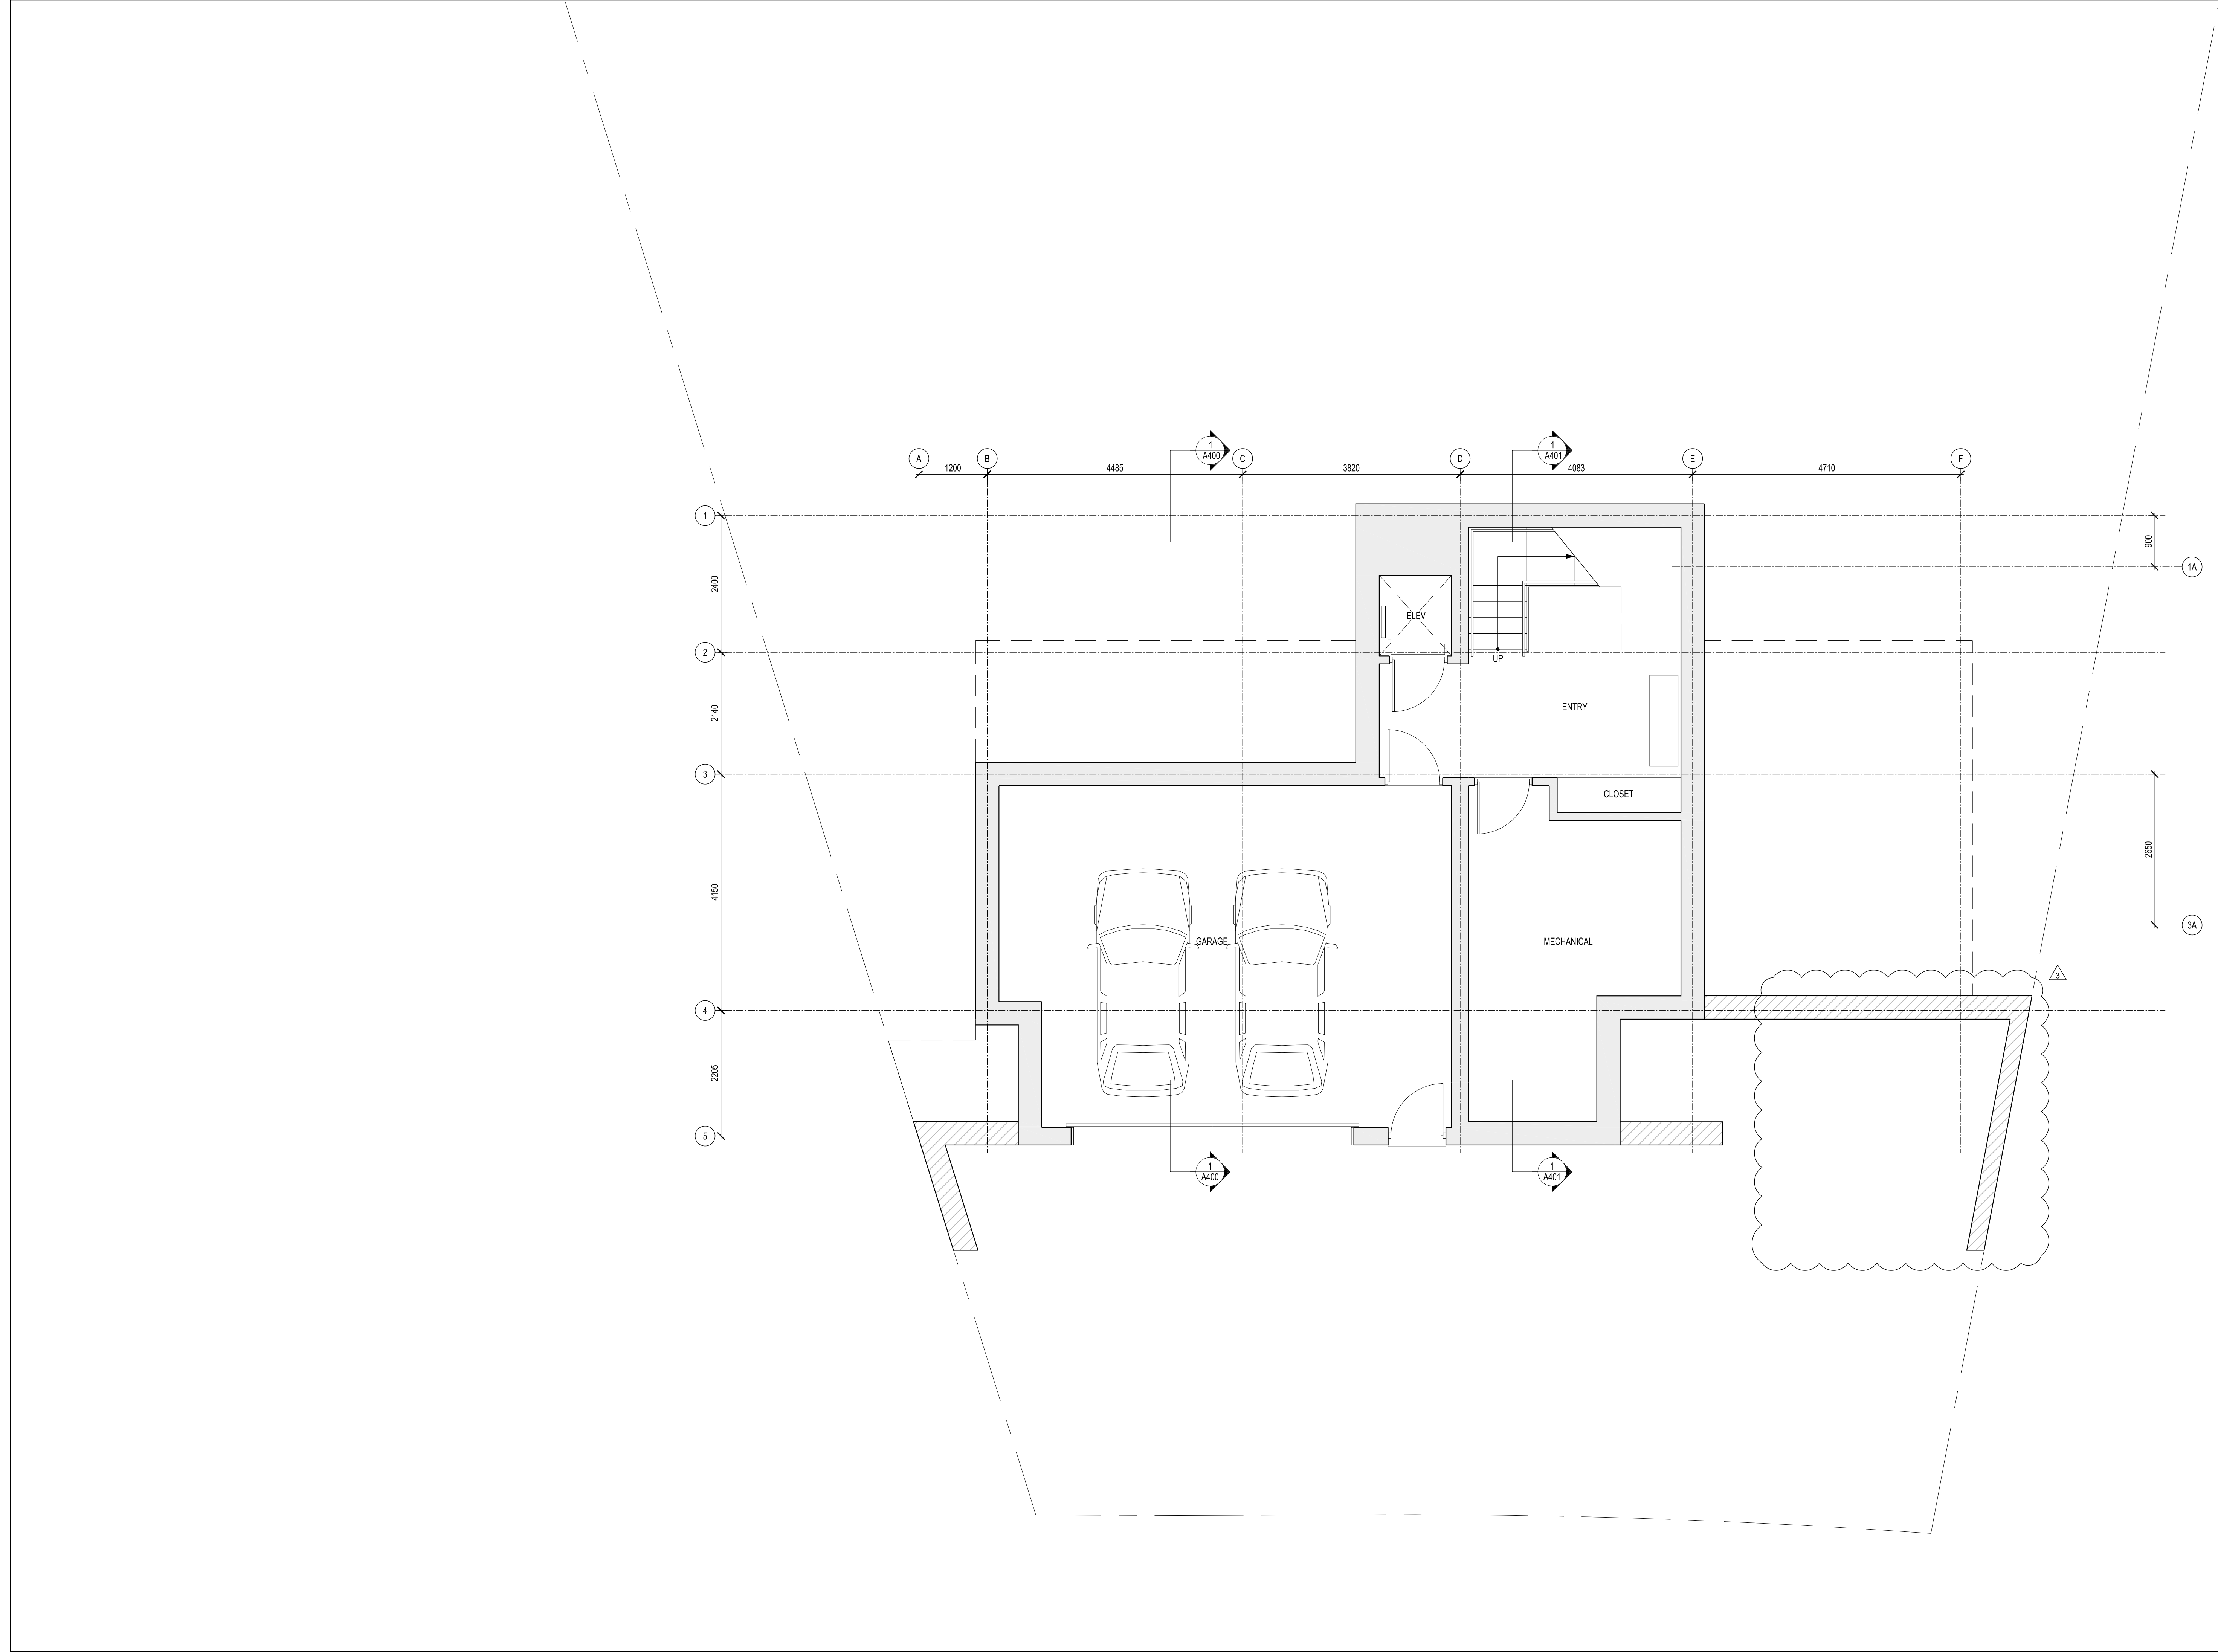 1
A400
1
A401
A
B
C
D
E
F
1200
4485
3820
4083
4710
1
900
1A
2400
ELEV
2
UP
2140
ENTRY
3
CLOSET
2650
4150
3A
GARAGE
MECHANICAL
3
4
2205
5
1
A400
1
A401